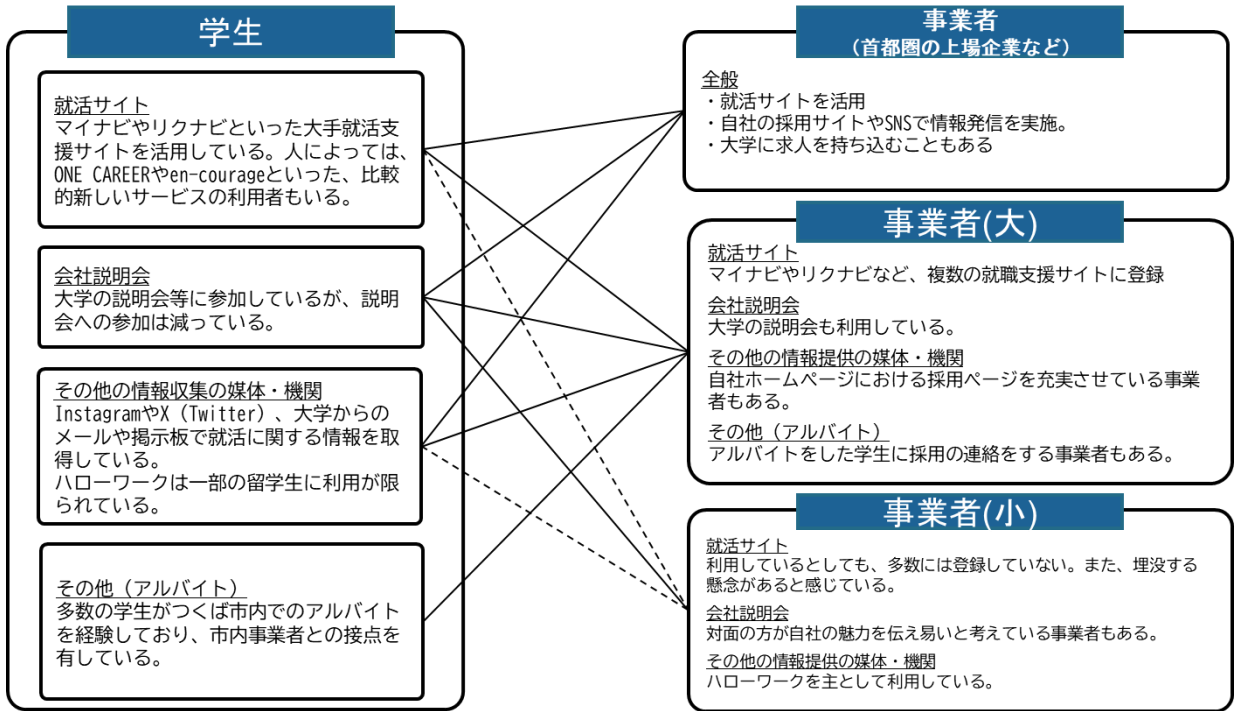 学生
就活サイト
マイナビやリクナビといった大手就活支
援サイトを活用している。人によっては、
ONE CAREERやen-courageといった、比較
的新しいサービスの利用者もいる。
会社説明会
大学の説明会等に参加しているが、説明
会への参加は減っている。
その他の情報収集の媒体・機関
InstagramやX（Twitter）、大学からの
メールや掲示板で就活に関する情報を取
得している。
ハローワークは一部の留学生に利用が限
られている。
その他（アルバイト）
多数の学生がつくば市内でのアルバイト
を経験しており、市内事業者との接点を
有している。
事業者
（首都圏の上場企業など）
全般
・就活サイトを活用
・自社の採用サイトやSNSで情報発信を実施。
・大学に求人を持ち込むこともある
事業者(大)
就活サイト
マイナビやリクナビなど、複数の就職支援サイトに登録
会社説明会
大学の説明会も利用している。
その他の情報提供の媒体・機関
自社ホームページにおける採用ページを充実させている事業
者もある。
その他（アルバイト）
アルバイトをした学生に採用の連絡をする事業者もある。
事業者(小)
就活サイト
利用しているとしても、多数には登録していない。また、埋没する
懸念があると感じている。
会社説明会
対面の方が自社の魅力を伝え易いと考えている事業者もある。
その他の情報提供の媒体・機関
ハローワークを主として利用している。